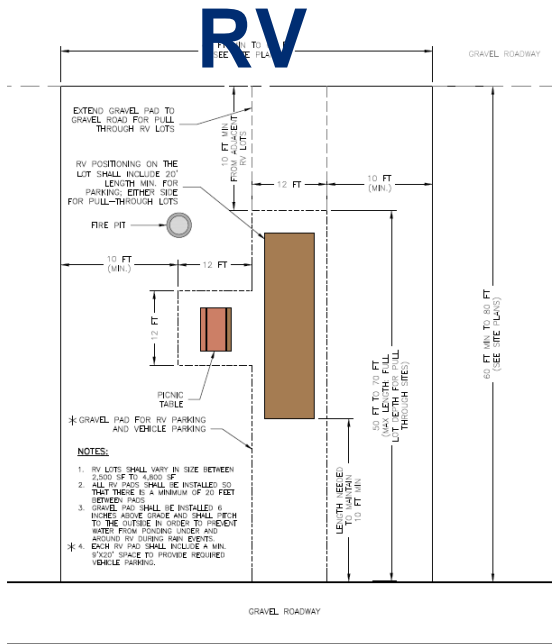 RV
GRAVEL ROADWAY
EXTEND GRAVEL PAD TO
GRAVEL ROAD FOR PULL
THROUGH RV LOTS
10 FT MIN
FROM ADJACENT
RV LOTS
RV POSITIONING ON THE
LOT SHALL INCLUDE 20'
LENGTH MIN. FOR
PARKING; EITHER SIDE
FOR PULL-THROUGH LOTS
12 FT
10 FT
(MIN.)
FIRE PIT
10 FT
(MIN.)
12 FT
12 FT
PICNIC
TABLE
50 FT TO 70 FT
(MAX LENGTH: FULL
LOT DEPTH FOR PULL
THROUGH SITES)
60 FT MIN TO 80 FT
(SEE SITE PLANS)
* GRAVEL PAD FOR RV PARKING
AND VEHICLE PARKING
LENGTH NEEDED
TO MAINTAIN
10 FT MIN
NOTES:
1. RV LOTS SHALL VARY IN SIZE BETWEEN
2,500 SF TO 4,800 SF
2. ALL RV PADS SHALL BE INSTALLED SO
THAT THERE IS A MINIMUM OF 20 FEET
BETWEEN PADS
3. GRAVEL PAD SHALL BE INSTALLED 6
INCHES ABOVE GRADE AND SHALL PITCH
TO THE OUTSIDE IN ORDER TO PREVENT
WATER FROM PONDING UNDER AND
AROUND RV DURING RAIN EVENTS.
* 4. EACH RV PAD SHALL INCLUDE A MIN.
9'X20' SPACE TO PROVIDE REQUIRED
VEHICLE PARKING.
GRAVEL ROADWAY